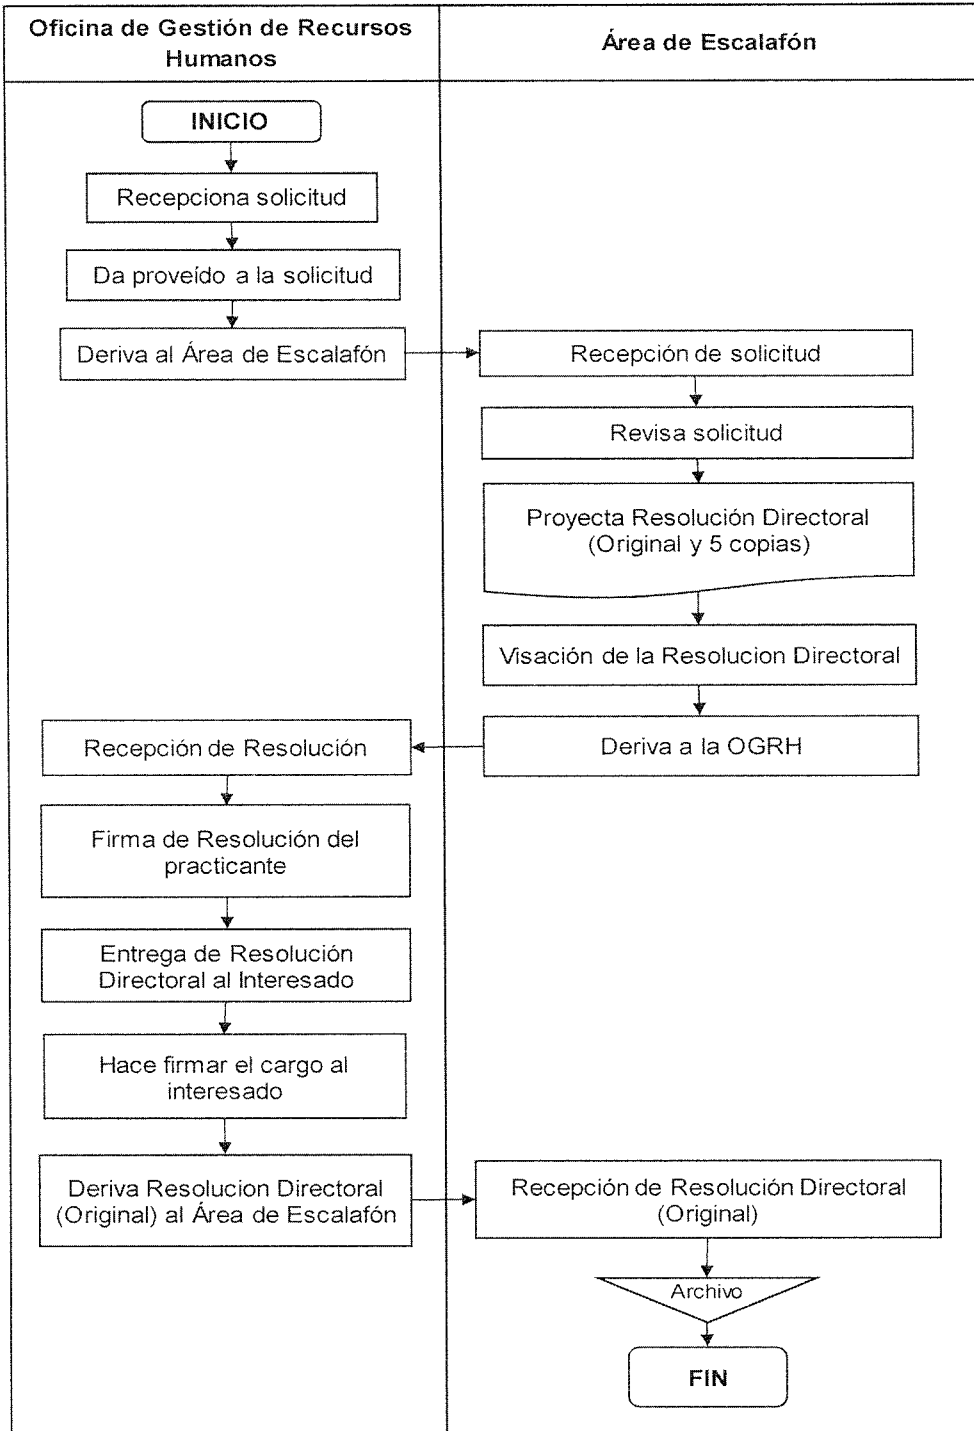 Oficina de Gestión de Recursos
Humanos
Área de Escalafón
INICIO
Recepciona solicitud
Da proveído a la solicitud
Deriva al Área de Escalafón
Recepción de solicitud
Revisa solicitud
Proyecta Resolución Directoral
(Original y 5 copias)
Visación de la Resolucion Directoral
Deriva a la OGRH
Recepción de Resolución
Firma de Resolución del
practicante
Entrega de Resolución
Directoral al Interesado
Hace firmar el cargo al
interesado
Deriva Resolucion Directoral
(Original) al Área de Escalafón
Recepción de Resolución Directoral
(Original)
Archivo
FIN